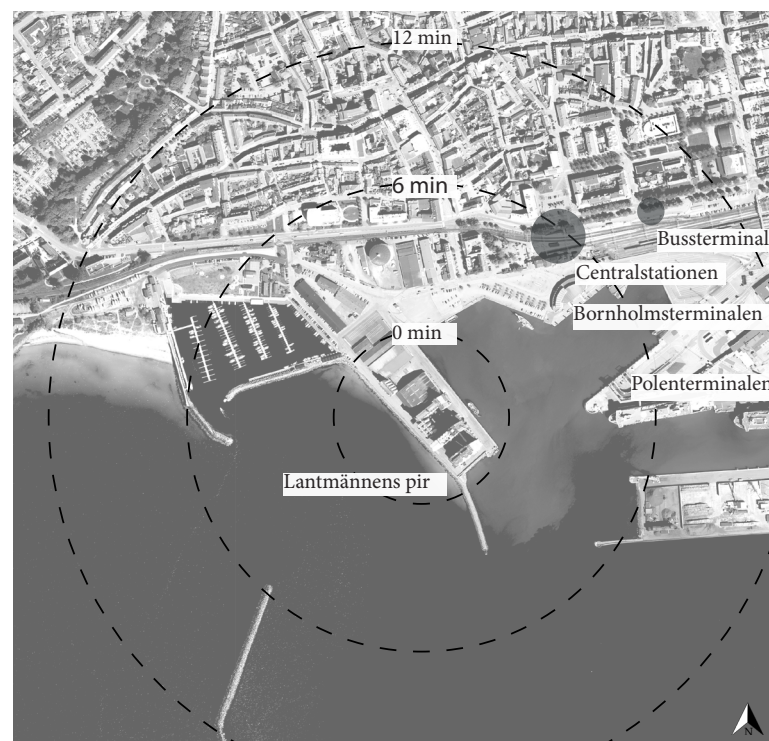 12 min
6 min
Bussterminal
Centralstationen
Bornholmsterminalen
0 min
Polenterminalen
Lantmännens pir
N